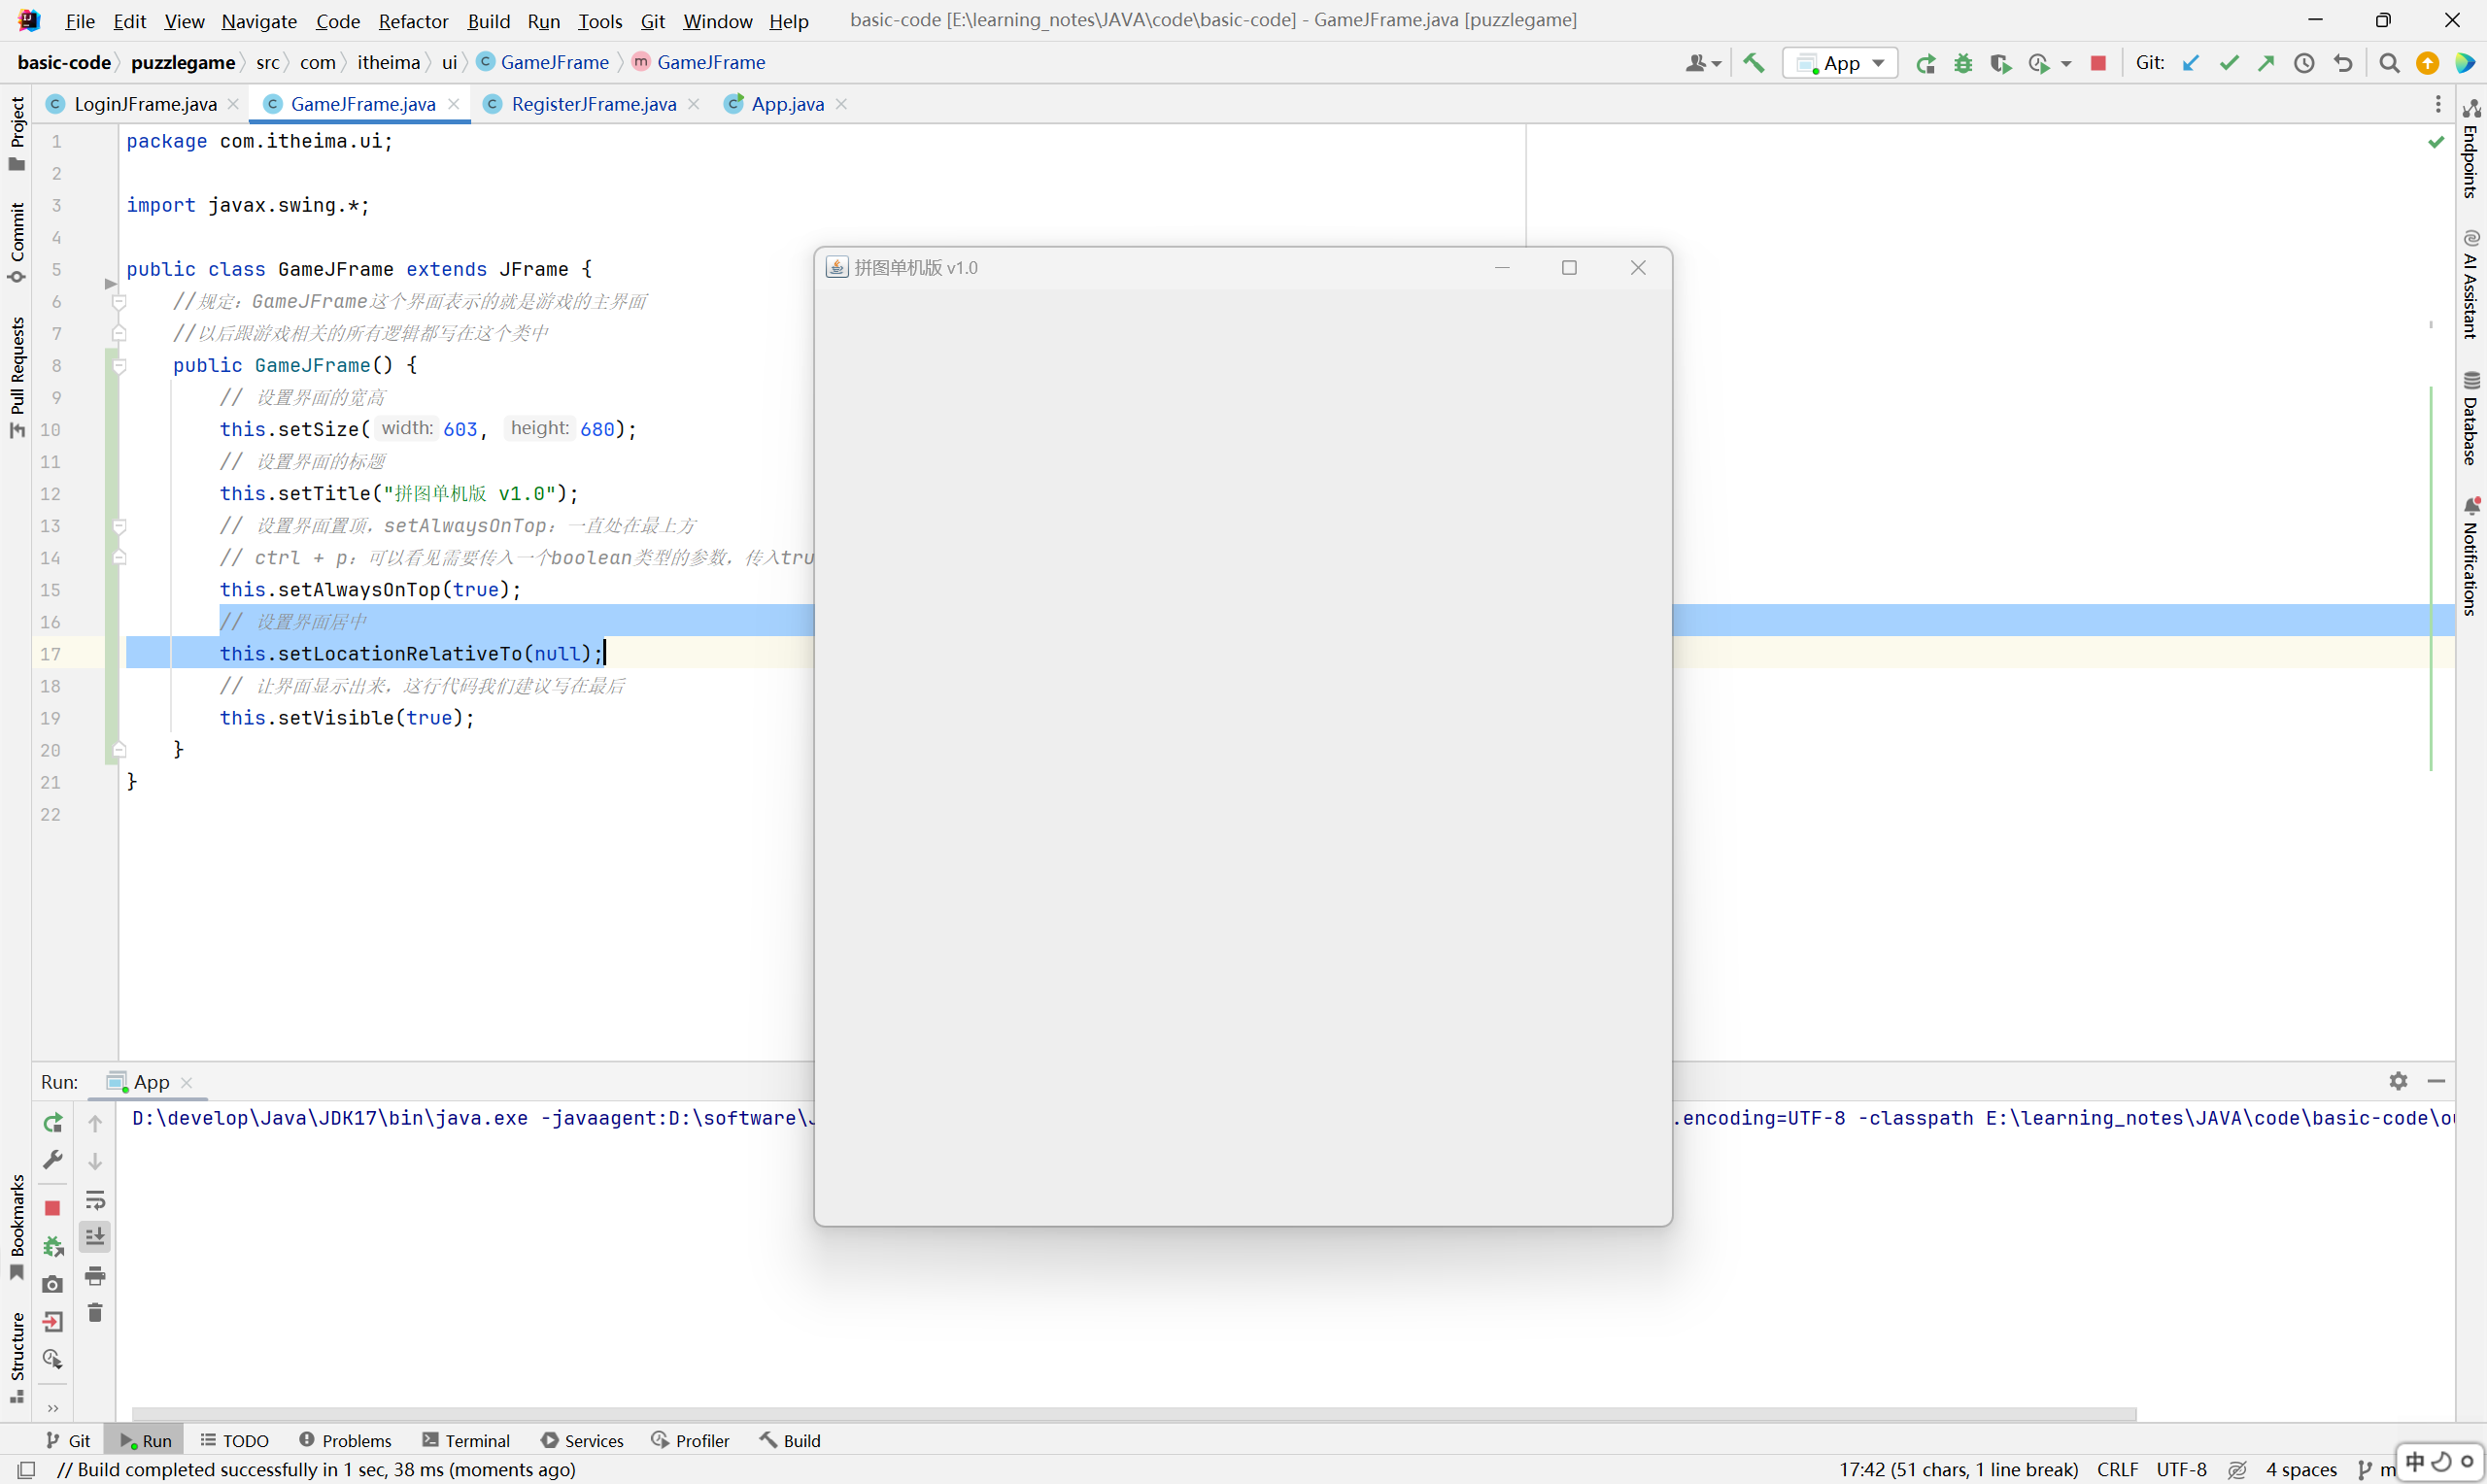 File Edit View Navigate Code Refactor Build Run Tools Git Window Help basic-code [E:\learning_notes\JAVA\code\basic-code] - GameJFrame.java [puzzlegame]
basic-code puzzlegame src com itheima ui GameJFrame GameJFrame App Git:
LoginJFrame.java GameJFrame.java RegisterJFrame.java App.java
Project
Commit
Pull Requests
Bookmarks
Structure
Endpoints
AI Assistant
Database
Notifications
1 package com.itheima.ui;
2
3 import javax.swing.*;
4
5 public class GameJFrame extends JFrame {
6 //规定：GameJFrame这个界面表示的就是游戏的主界面
7 //以后跟游戏相关的所有逻辑都写在这个类中
8 public GameJFrame() {
9 // 设置界面的宽高
10 this.setSize( width: 603, height: 680);
11 // 设置界面的标题
12 this.setTitle("拼图单机版 v1.0");
13 // 设置界面置顶，setAlwaysOnTop：一直处在最上方
14 // ctrl + p：可以看见需要传入一个boolean类型的参数，传入tru
15 this.setAlwaysOnTop(true);
16 // 设置界面居中
17 this.setLocationRelativeTo(null);
18 // 让界面显示出来，这行代码我们建议写在最后
19 this.setVisible(true);
20 }
21 }
22
拼图单机版 v1.0
Run: App
D:\develop\Java\JDK17\bin\java.exe -javaagent:D:\software\J .encoding=UTF-8 -classpath E:\learning_notes\JAVA\code\basic-code\ou
Git Run TODO Problems Terminal Services Profiler Build
// Build completed successfully in 1 sec, 38 ms (moments ago) 17:42 (51 chars, 1 line break) CRLF UTF-8 4 spaces m 中